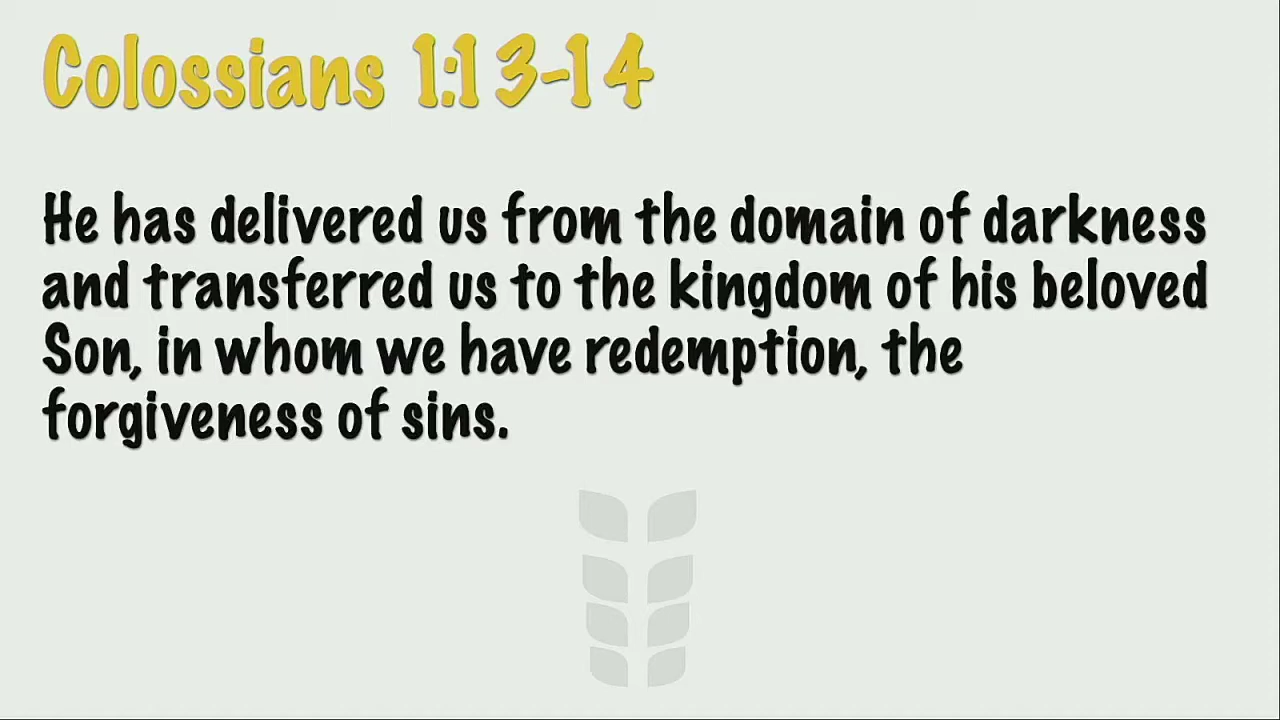 Colossians 1:13-14
He has delivered us from the domain of darkness
and transferred us to the kingdom of his beloved
Son, in whom we have redemption, the
forgiveness of sins.